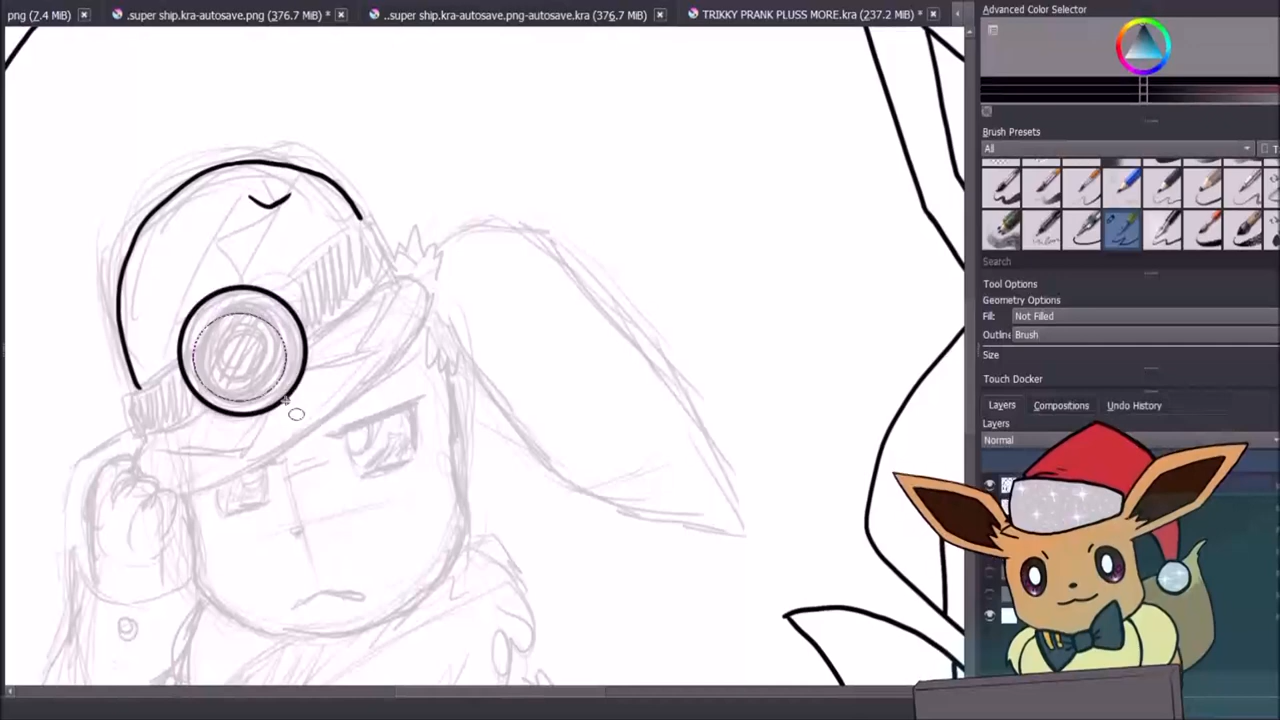 png (7.4 MiB)
.super ship.kra-autosave.png (376.7 MiB) *
..super ship.kra-autosave.png-autosave.kra (376.7 MiB)
TRIKKY PRANK PLUSS MORE.kra (237.2 MiB) *
Advanced Color Selector
Brush Presets
All
T
Search
Tool Options
Geometry Options
Fill: Not Filled
Outline Brush
Size
Touch Docker
Layers Compositions Undo History
Layers
Normal